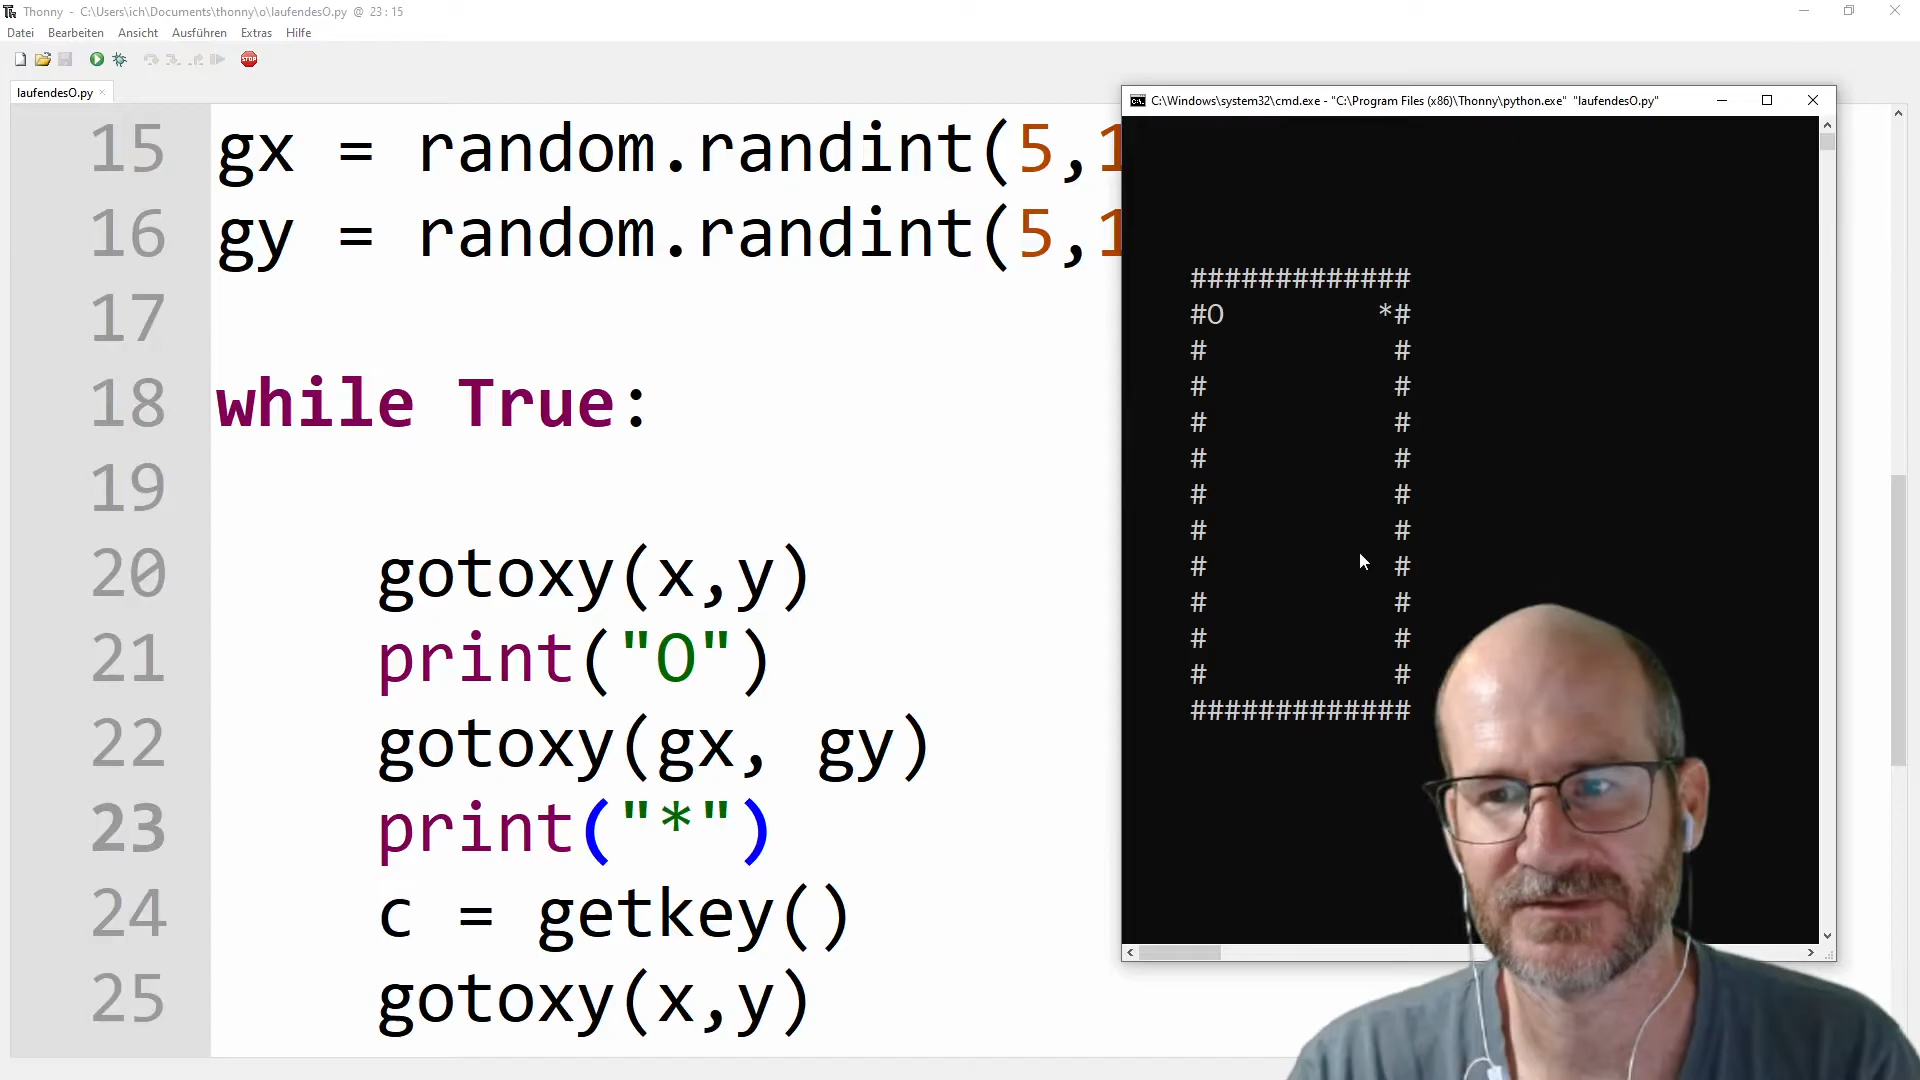 Thonny - C:\Users\ich\Documents\thonny\o\laufendesO.py @ 23 : 15
Datei Bearbeiten Ansicht Ausführen Extras Hilfe
STOP
laufendesO.py
15 gx = random.randint(5,1
16 gy = random.randint(5,1
17
18 while True:
19
20 gotoxy(x,y)
21 print("O")
22 gotoxy(gx, gy)
23 print("*")
24 c = getkey()
25 gotoxy(x,y)
C:\Windows\system32\cmd.exe - "C:\Program Files (x86)\Thonny\python.exe" "laufendesO.py"
#############
#O         *#
#           #
#           #
#           #
#           #
#           #
#           #
#           #
#           #
#           #
#           #
#############